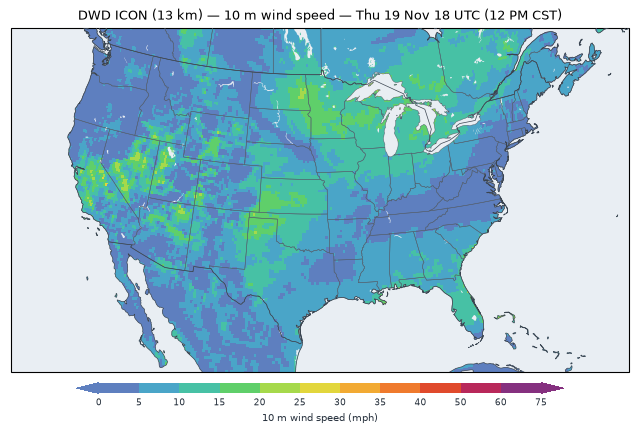 DWD ICON (13 km) — 10 m wind speed — Thu 19 Nov 18 UTC (12 PM CST)
0 5 10 15 20 25 30 35 40 50 60 75
10 m wind speed (mph)